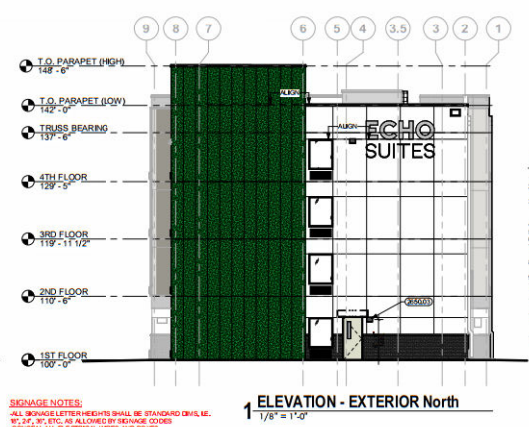 9 8 7 6 5 4 3.5 3 2 1
T.O. PARAPET (HIGH)
148' - 6"
T.O. PARAPET (LOW)
142' - 0"
TRUSS BEARING
137' - 6"
4TH FLOOR
129' - 5"
3RD FLOOR
119' - 11 1/2"
2ND FLOOR
110' - 6"
1ST FLOOR
100' - 0"
ALIGN
ALIGN
ECHO
SUITES
SIGNAGE NOTES:
-ALL SIGNAGE LETTER HEIGHTS SHALL BE STANDARD DIMS, I.E.
18", 24", 36", ETC. AS ALLOWED BY SIGNAGE CODES
1 ELEVATION - EXTERIOR North
1/8" = 1'-0"